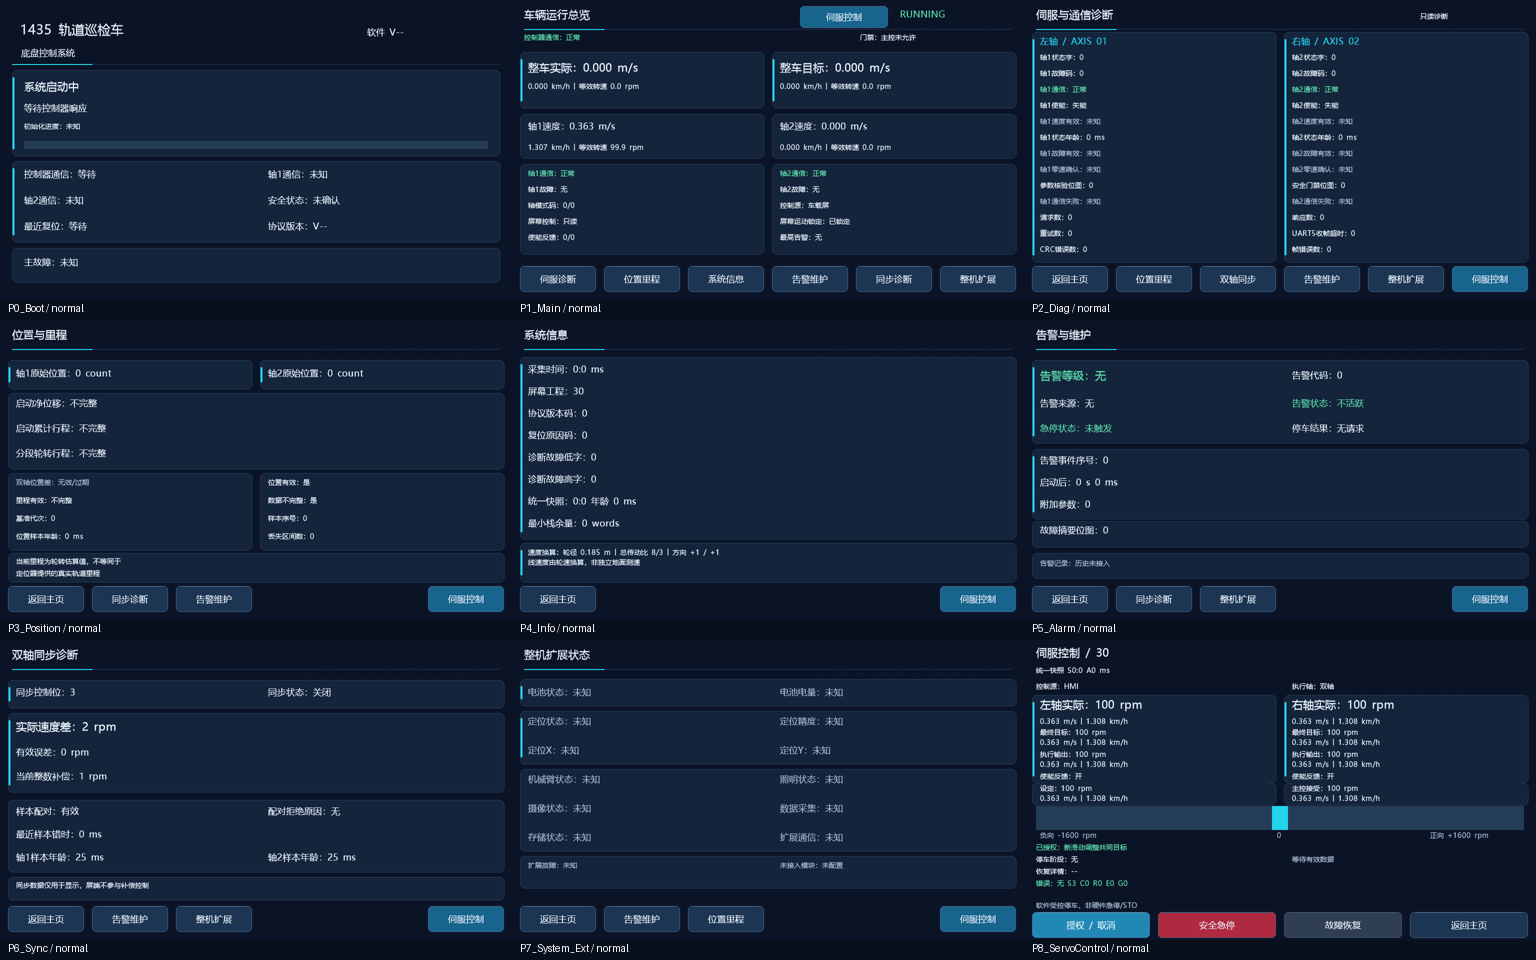 1435 轨道巡检车
软件 V--
底盘控制系统
系统启动中
等待控制器响应
初始化进度：未知
控制器通信：等待
轴1通信：未知
轴2通信：未知
安全状态：未确认
最近复位：等待
协议版本：V--
主故障：未知
P0_Boot / normal
车辆运行总览
伺服控制
RUNNING
控制器通信：正常
门禁：主控未允许
整车实际：0.000 m/s
0.000 km/h | 等效转速 0.0 rpm
整车目标：0.000 m/s
0.000 km/h | 等效转速 0.0 rpm
轴1速度：0.363 m/s
1.307 km/h | 等效转速 99.9 rpm
轴2速度：0.000 m/s
0.000 km/h | 等效转速 0.0 rpm
轴1通信：正常
轴1故障：无
轴模式码：0/0
屏幕控制：只读
使能反馈：0/0
轴2通信：正常
轴2故障：无
控制源：车载屏
屏幕运动锁定：已锁定
最高告警：无
伺服诊断
位置里程
系统信息
告警维护
同步诊断
整机扩展
P1_Main / normal
伺服与通信诊断
只读诊断
左轴 / AXIS 01
轴1状态字：0
轴1故障码：0
轴1通信：正常
轴1使能：失能
轴1速度有效：未知
轴1状态年龄：0 ms
轴1故障有效：未知
轴1零速确认：未知
参数核验位图：0
轴1通信失败：未知
请求数：0
重试数：0
CRC错误数：0
右轴 / AXIS 02
轴2状态字：0
轴2故障码：0
轴2通信：正常
轴2使能：失能
轴2速度有效：未知
轴2状态年龄：0 ms
轴2故障有效：未知
轴2零速确认：未知
安全门禁位图：0
轴2通信失败：未知
响应数：0
UART5收帧超时：0
帧错误数：0
返回主页
位置里程
双轴同步
告警维护
整机扩展
伺服控制
P2_Diag / normal
位置与里程
轴1原始位置：0 count
轴2原始位置：0 count
启动净位移：不完整
启动累计行程：不完整
分段轮转行程：不完整
双轴位置差：无效/过期
里程有效：不完整
基准代次：0
位置样本年龄：0 ms
位置有效：是
数据不完整：是
样本序号：0
丢失区间数：0
当前里程为轮转估算值，不等同于
定位器提供的真实轨道里程
返回主页
同步诊断
告警维护
伺服控制
P3_Position / normal
系统信息
采集时间：0:0 ms
屏幕工程：30
协议版本码：0
复位原因码：0
诊断故障低字：0
诊断故障高字：0
统一快照：0:0 年龄 0 ms
最小栈余量：0 words
速度换算：轮径 0.185 m | 总传动比 8/3 | 方向 +1 / +1
线速度由轮速换算，非独立地面测速
返回主页
伺服控制
P4_Info / normal
告警与维护
告警等级：无
告警代码：0
告警来源：无
告警状态：不活跃
急停状态：未触发
停车结果：无请求
告警事件序号：0
启动后：0 s 0 ms
附加参数：0
故障摘要位图：0
告警记录：历史未接入
返回主页
同步诊断
整机扩展
伺服控制
P5_Alarm / normal
双轴同步诊断
同步控制位：3
同步状态：关闭
实际速度差：2 rpm
有效误差：0 rpm
当前整数补偿：1 rpm
样本配对：有效
配对拒绝原因：无
最近样本错时：0 ms
轴1样本年龄：25 ms
轴2样本年龄：25 ms
同步数据仅用于显示，屏端不参与补偿控制
返回主页
告警维护
整机扩展
伺服控制
P6_Sync / normal
整机扩展状态
电池状态：未知
电池电量：未知
定位状态：未知
定位精度：未知
定位X：未知
定位Y：未知
机械臂状态：未知
照明状态：未知
摄像状态：未知
数据采集：未知
存储状态：未知
扩展通信：未知
扩展故障：未知
未接入模块：未配置
返回主页
告警维护
位置里程
伺服控制
P7_System_Ext / normal
伺服控制 / 30
统一快照 S0:0 A0 ms
控制源：HMI
执行轴：双轴
左轴实际：100 rpm
0.363 m/s | 1.308 km/h
最终目标：100 rpm
0.363 m/s | 1.308 km/h
执行输出：100 rpm
0.363 m/s | 1.308 km/h
使能反馈：开
设定：100 rpm
0.363 m/s | 1.308 km/h
右轴实际：100 rpm
0.363 m/s | 1.308 km/h
最终目标：100 rpm
0.363 m/s | 1.308 km/h
执行输出：100 rpm
0.363 m/s | 1.308 km/h
使能反馈：开
主控接受：100 rpm
0.363 m/s | 1.308 km/h
负向 -1600 rpm
0
正向 +1600 rpm
已授权：新滑动调整共同目标
停车阶段：无
等待有效数据
恢复详情：--
错误：无 S3 C0 R0 E0 G0
软件受控停车，非硬件急停/STO
授权 / 取消
安全急停
故障恢复
返回主页
P8_ServoControl / normal